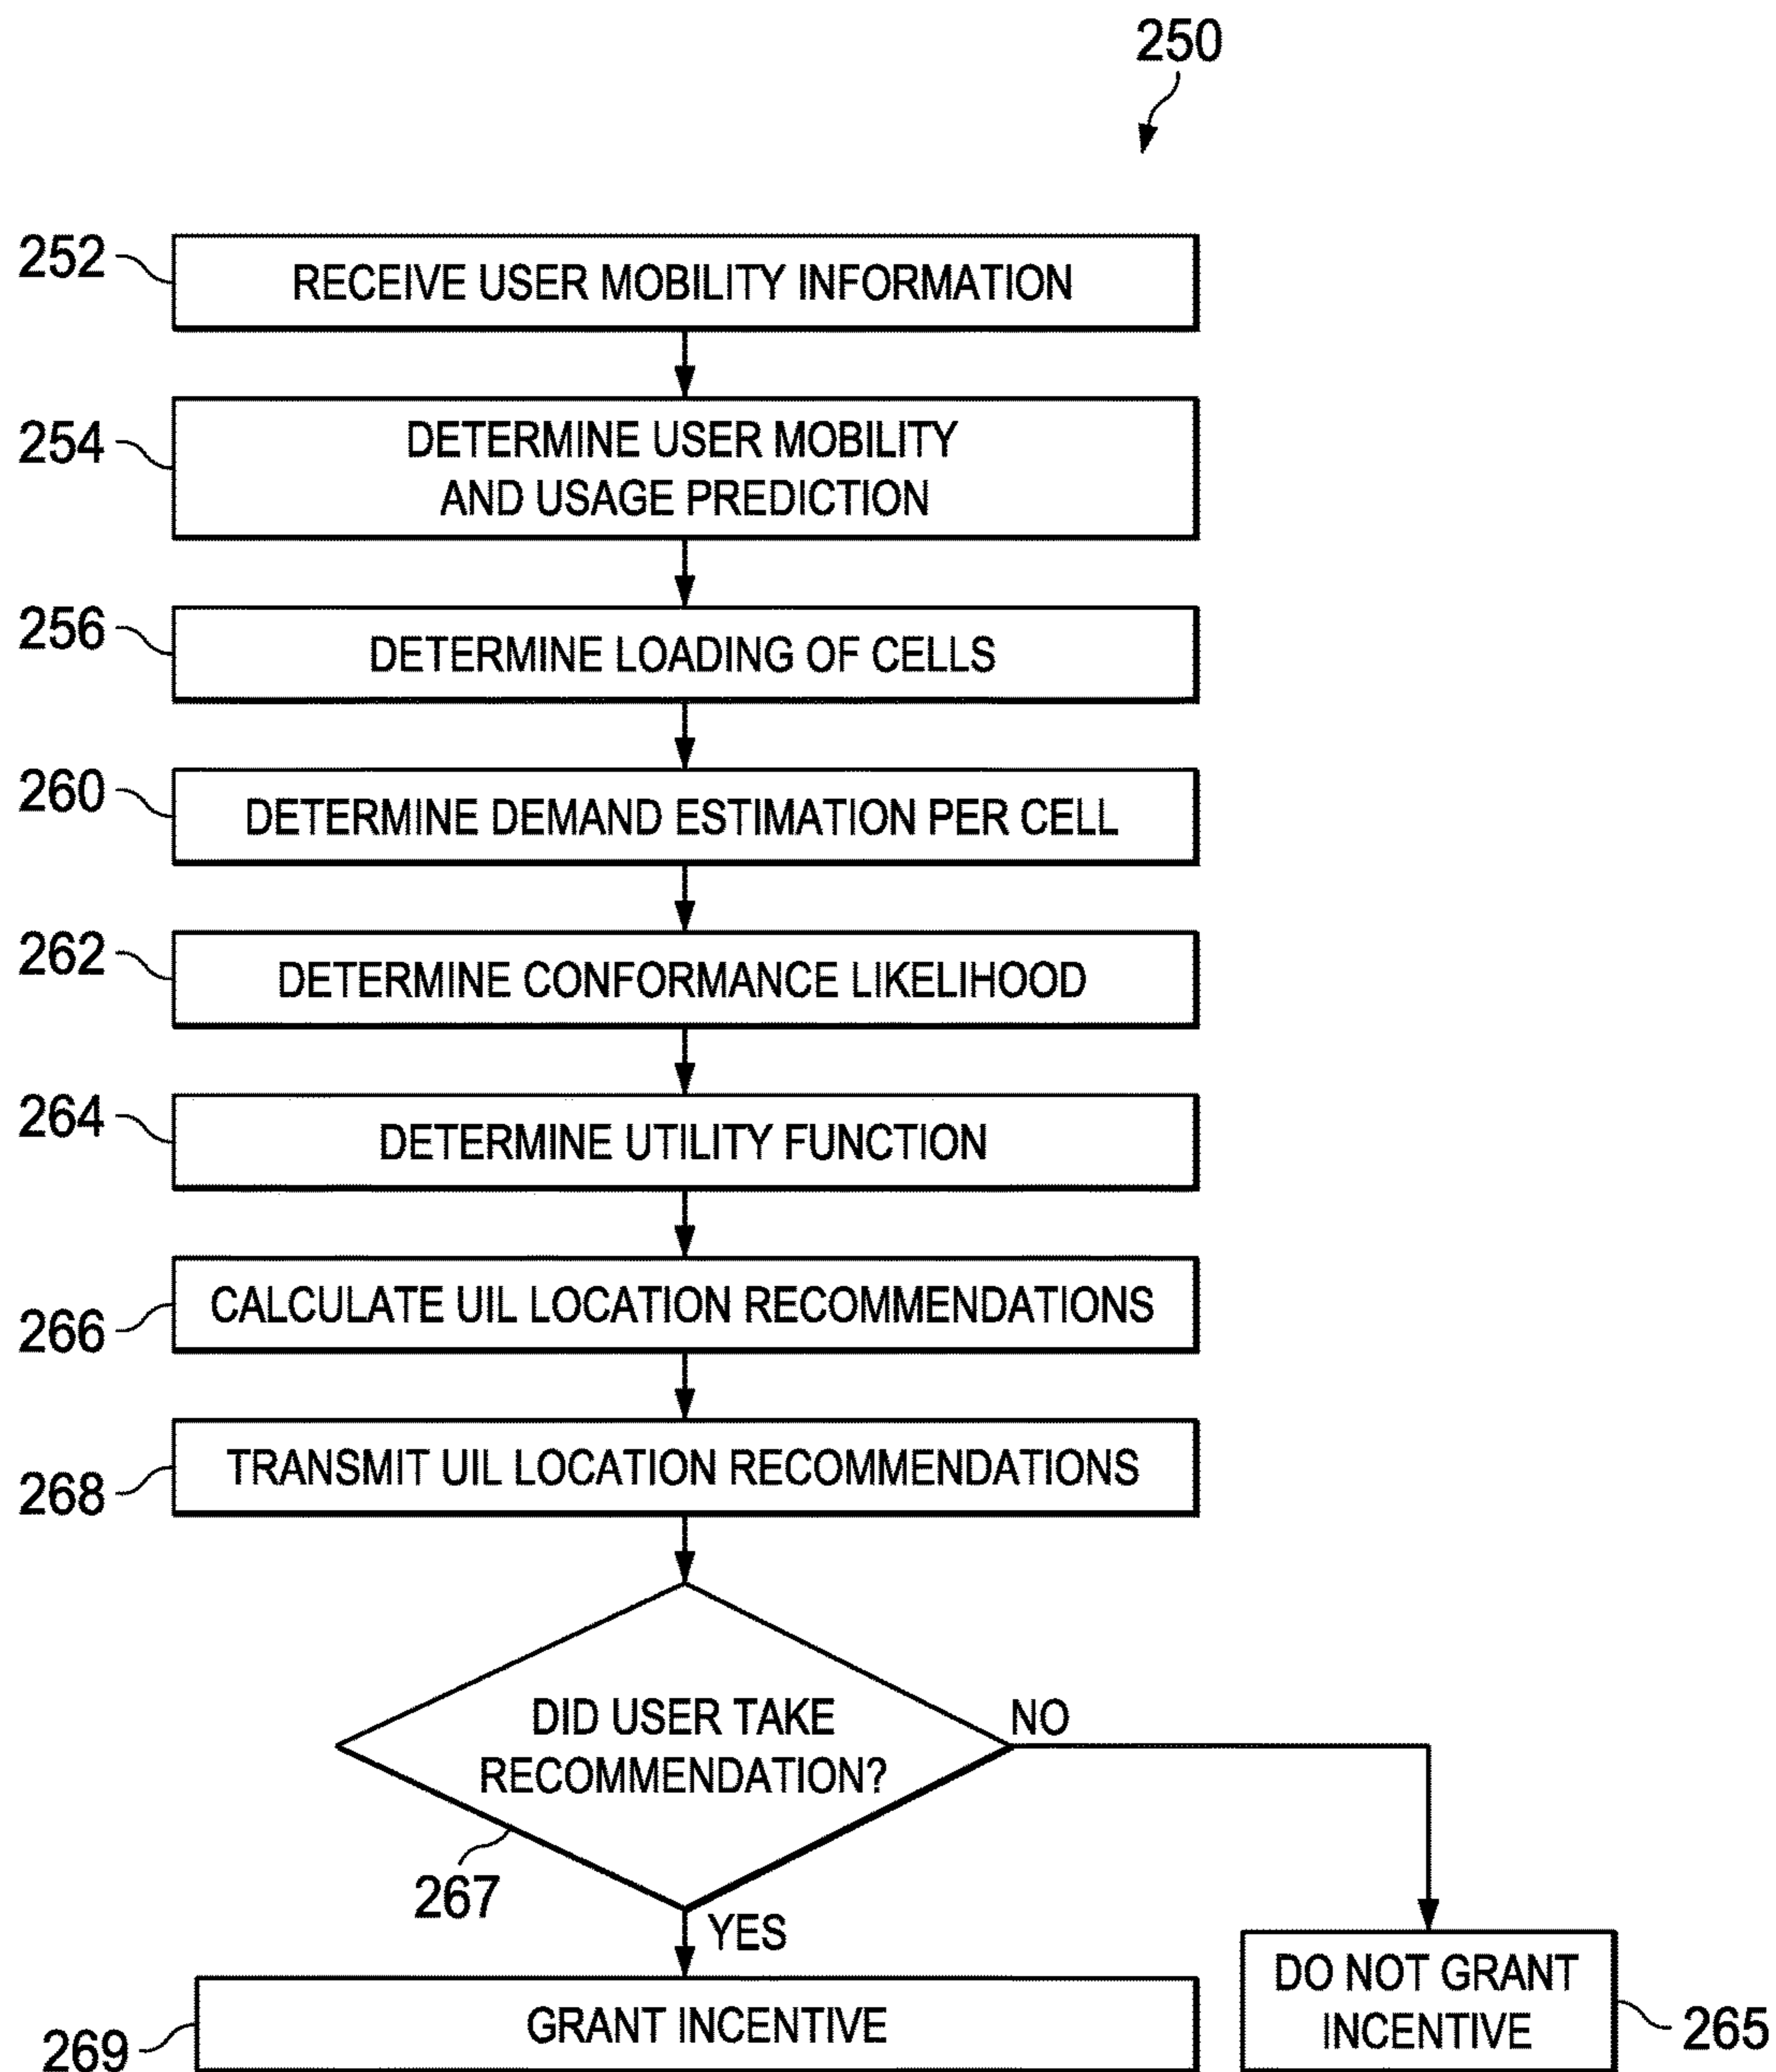 250
252
RECEIVE USER MOBILITY INFORMATION
254
DETERMINE USER MOBILITY
AND USAGE PREDICTION
256
DETERMINE LOADING OF CELLS
260
DETERMINE DEMAND ESTIMATION PER CELL
262
DETERMINE CONFORMANCE LIKELIHOOD
264
DETERMINE UTILITY FUNCTION
266
CALCULATE UIL LOCATION RECOMMENDATIONS
268
TRANSMIT UIL LOCATION RECOMMENDATIONS
DID USER TAKE
RECOMMENDATION?
NO
267
YES
DO NOT GRANT
INCENTIVE
265
GRANT INCENTIVE
269